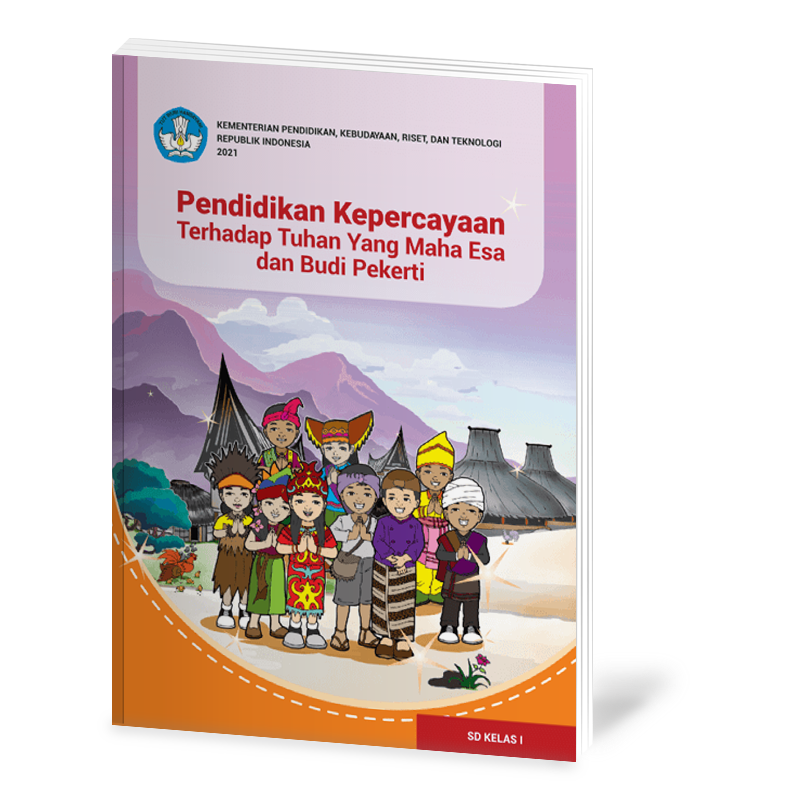 KEMENTERIAN PENDIDIKAN, KEBUDAYAAN, RISET, DAN TEKNOLOGI
REPUBLIK INDONESIA
2021
Pendidikan Kepercayaan
Terhadap Tuhan Yang Maha Esa
dan Budi Pekerti
SD KELAS I